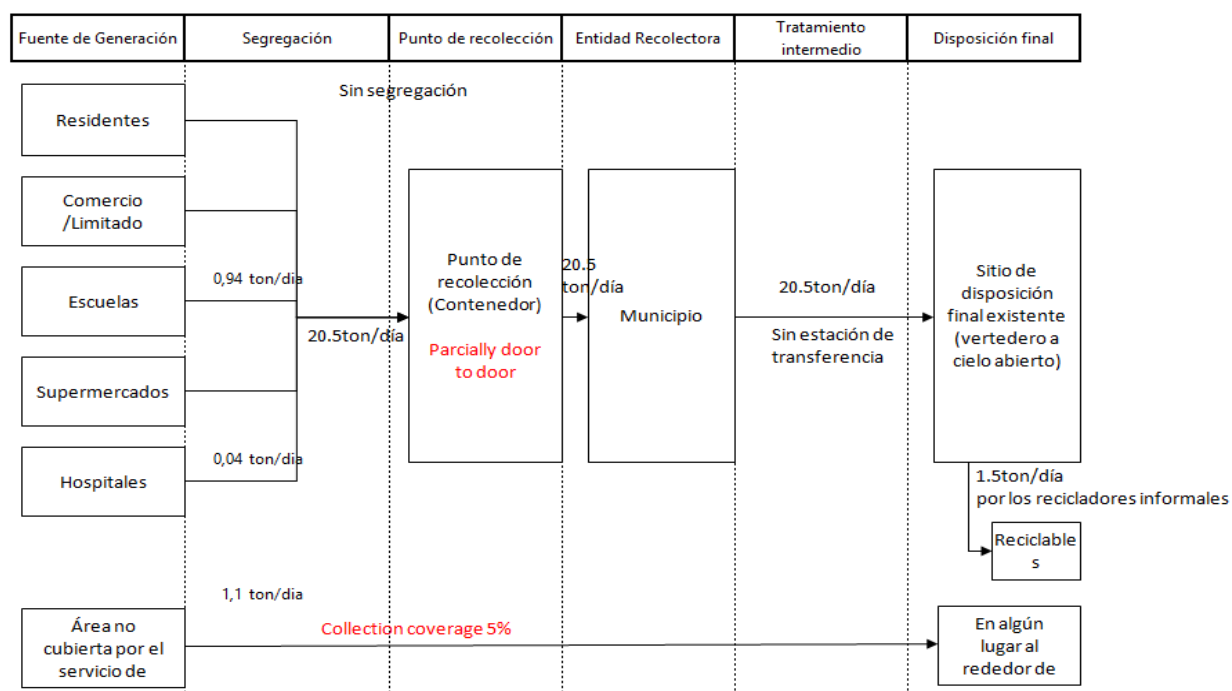 Fuente de Generación
Segregación
Punto de recolección
Entidad Recolectora
Tratamiento
intermedio
Disposición final
Sin segregación
Residentes
Comercio
/Limitado
0,94 ton/dia
Escuelas
Supermercados
0,04 ton/dia
Hospitales
20.5ton/día
Punto de
recolección
(Contenedor)
Parcially door
to door
20.5
ton/día
Municipio
20.5ton/día
Sin estación de
transferencia
Sitio de
disposición
final existente
(vertedero a
cielo abierto)
1.5ton/día
por los recicladores informales
Reciclable
s
1,1 ton/dia
Área no
cubierta por el
servicio de
Collection coverage 5%
En algún
lugar al
rededor de